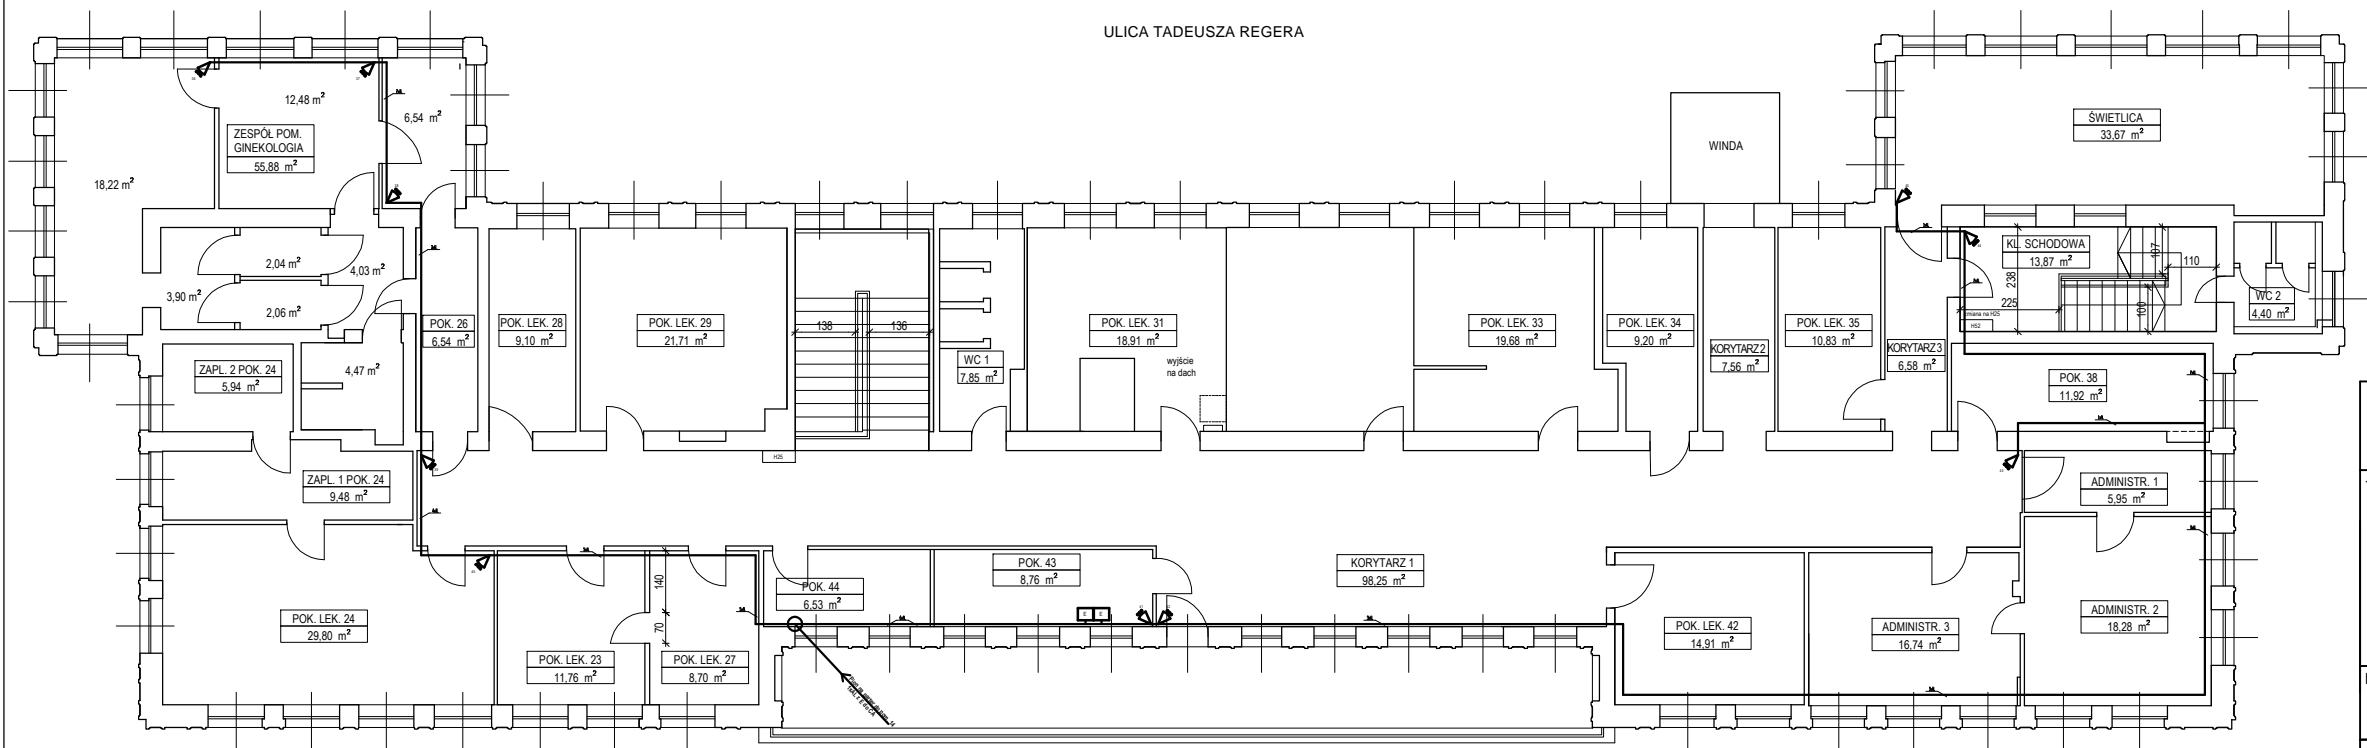 ULICA TADEUSZA REGERA
12,48 m²
6,54 m²
ZESPÓŁ POM.
GINEKOLOGIA
55,88 m²
18,22 m²
WINDA
ŚWIETLICA
33,67 m²
2,04 m²
4,03 m²
3,90 m²
2,06 m²
4,47 m²
POK. 26
6,54 m²
POK. LEK. 28
9,10 m²
POK. LEK. 29
21,71 m²
138
136
WC 1
7,85 m²
POK. LEK. 31
18,91 m²
wyjście
na dach
POK. LEK. 33
19,68 m²
POK. LEK. 34
9,20 m²
KORYTARZ 2
7,56 m²
POK. LEK. 35
10,83 m²
KORYTARZ 3
6,58 m²
KL. SCHODOWA
13,87 m²
238
225
107
100
110
zmiana na H25
H52
WC 2
4,40 m²
POK. 38
11,92 m²
ZAPL. 2 POK. 24
5,94 m²
ZAPL. 1 POK. 24
9,48 m²
H25
ADMINISTR. 1
5,95 m²
POK. LEK. 24
29,80 m²
POK. LEK. 23
11,76 m²
140
70
POK. LEK. 27
8,70 m²
POK. 44
6,53 m²
POK. 43
8,76 m²
E E
KORYTARZ 1
98,25 m²
POK. LEK. 42
14,91 m²
ADMINISTR. 3
16,74 m²
ADMINISTR. 2
18,28 m²